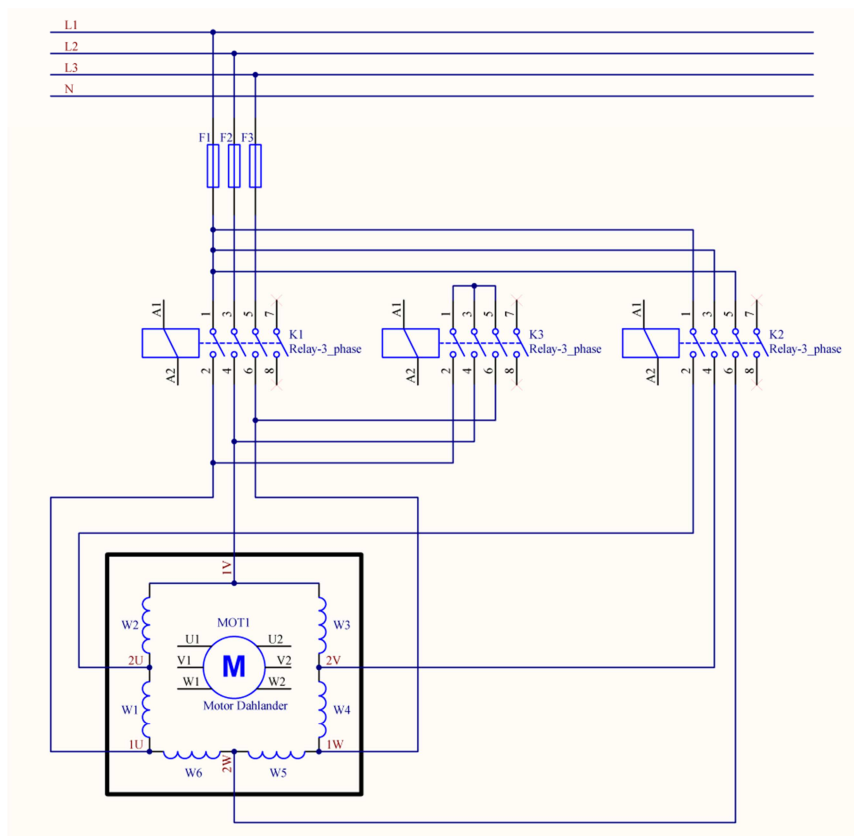 L1
L2
L3
N
F1 F2 F3
A1 1 3 5 7
K1
Relay-3_phase
A2 2 4 6 8
A1 1 3 5 7
K3
Relay-3_phase
A2 2 4 6 8
A1 1 3 5 7
K2
Relay-3_phase
A2 2 4 6 8
1V
W2 MOT1 W3
U1 U2
2U V1 M V2 2V
W1 W2
W1 Motor Dahlander W4
1U 2W 1W
W6 W5